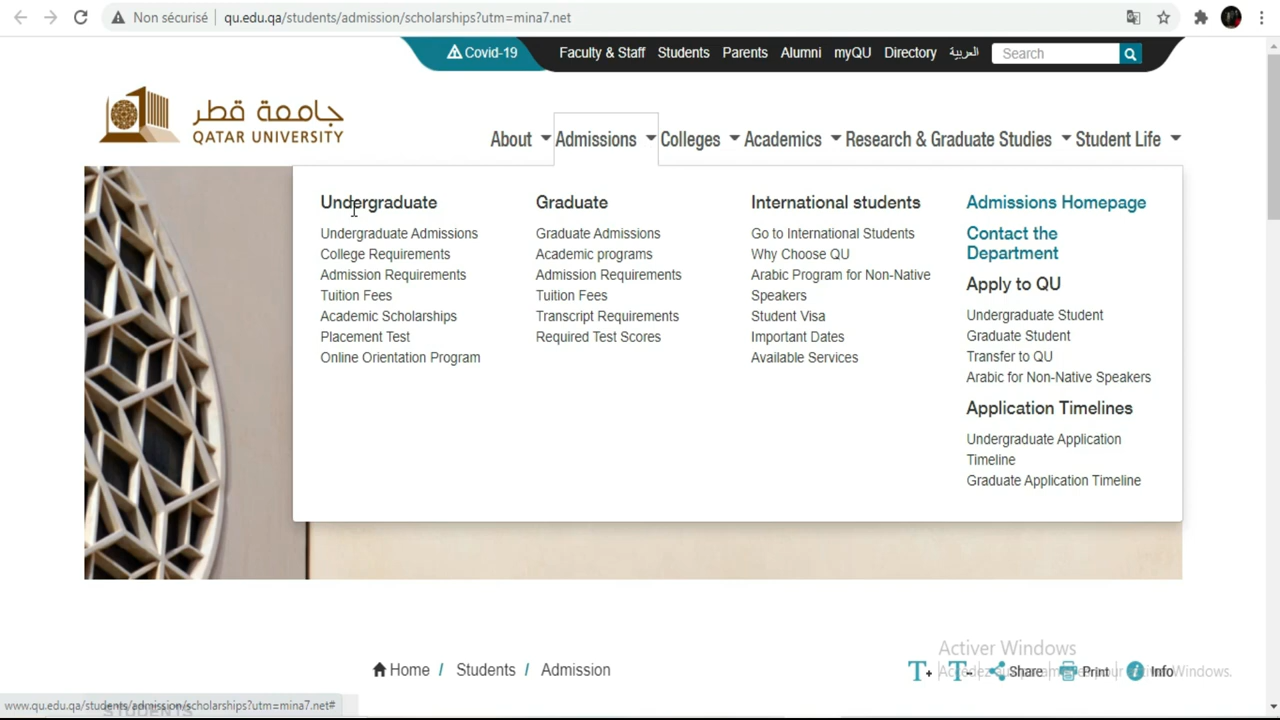 Non sécurisé
qu.edu.qa/students/admission/scholarships?utm=mina7.net
Covid-19
Faculty & Staff
Students
Parents
Alumni
myQU
Directory
العربية
Search
جامعة قطر
QATAR UNIVERSITY
About
Admissions
Colleges
Academics
Research & Graduate Studies
Student Life
Undergraduate
Undergraduate Admissions
College Requirements
Admission Requirements
Tuition Fees
Academic Scholarships
Placement Test
Online Orientation Program
Graduate
Graduate Admissions
Academic programs
Admission Requirements
Tuition Fees
Transcript Requirements
Required Test Scores
International students
Go to International Students
Why Choose QU
Arabic Program for Non-Native
Speakers
Student Visa
Important Dates
Available Services
Admissions Homepage
Contact the
Department
Apply to QU
Undergraduate Student
Graduate Student
Transfer to QU
Arabic for Non-Native Speakers
Application Timelines
Undergraduate Application
Timeline
Graduate Application Timeline
Activer Windows
Home / Students / Admission
T+
T-
Share
Print
Info
Windows.
www.qu.edu.qa/students/admission/scholarships?utm=mina7.net#
STUDENTS